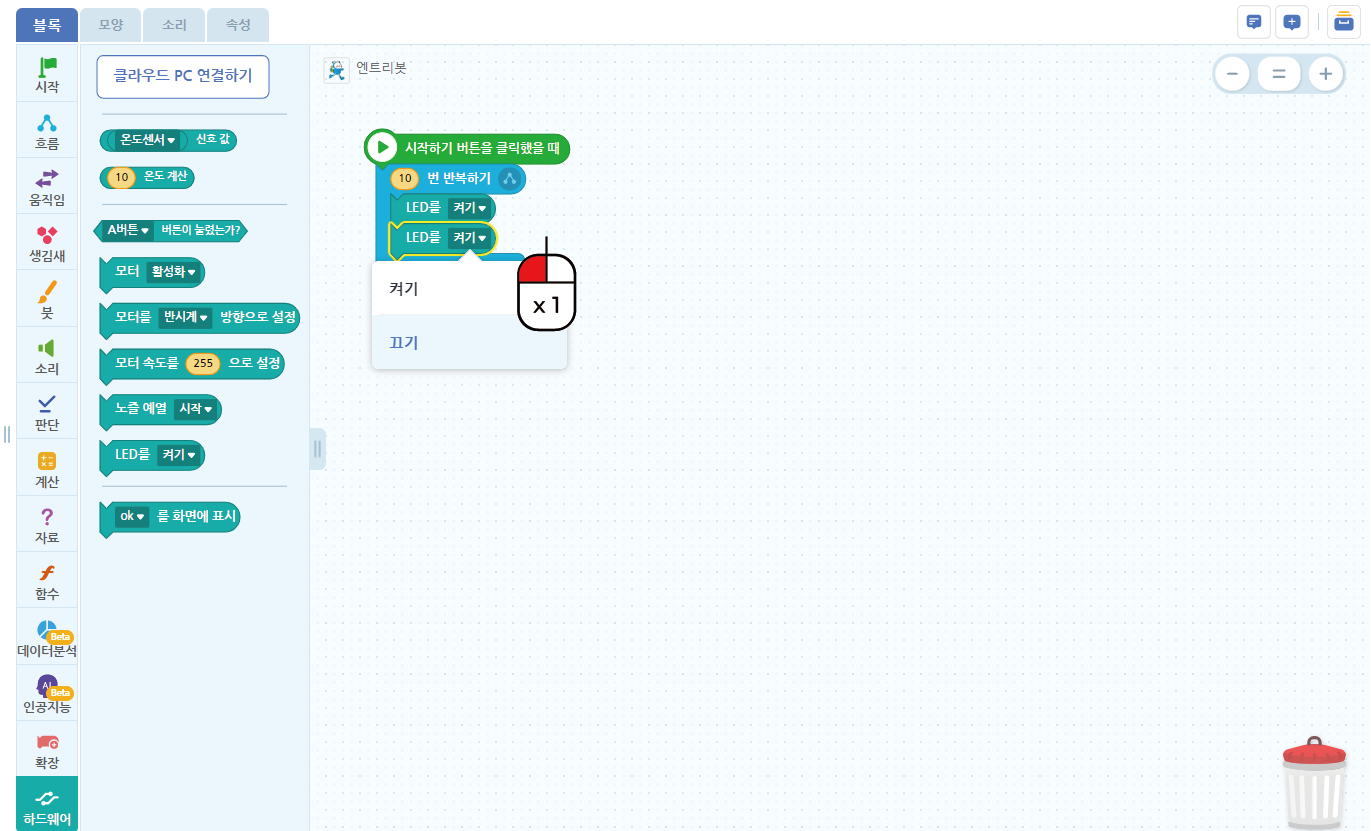 블록
모양
소리
속성
시작
흐름
움직임
생김새
붓
소리
판단
계산
? 자료
함수
Beta
데이터분석
AI
Beta
인공지능
확장
하드웨어
클라우드 PC 연결하기
온도센서 신호 값
10 온도 계산
A버튼 버튼이 눌렸는가?
모터 활성화
모터를 반시계 방향으로 설정
모터 속도를 255 으로 설정
노즐 예열 시작
LED를 켜기
ok 를 화면에 표시
엔트리봇
시작하기 버튼을 클릭했을 때
10 번 반복하기
LED를 켜기
LED를 켜기
켜기
끄기
x1